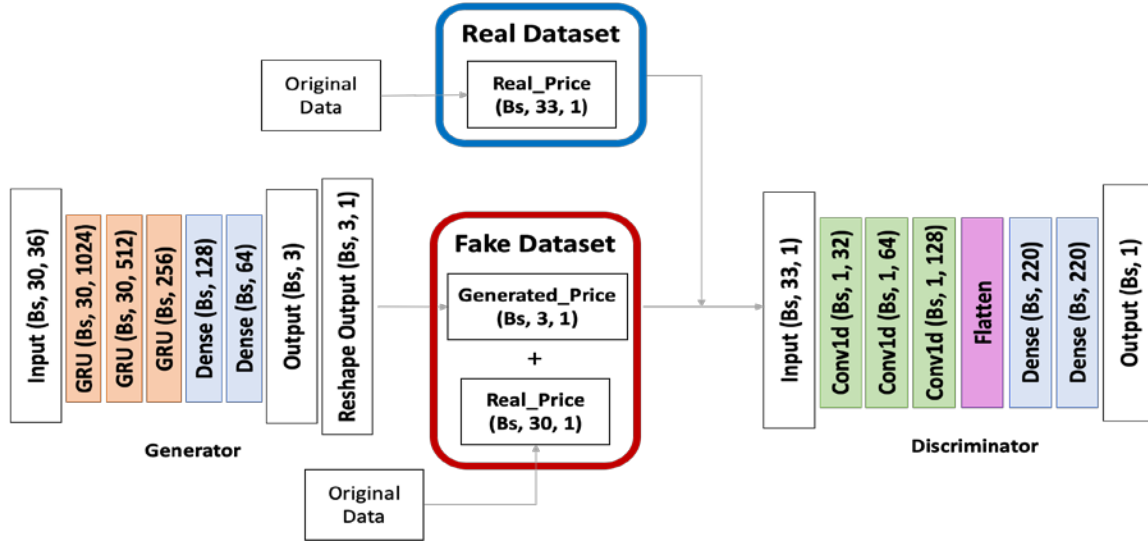 Real Dataset
Original
Data
Real_Price
(Bs, 33, 1)
Input (Bs, 30, 36)
GRU (Bs, 30, 1024)
GRU (Bs, 30, 512)
GRU (Bs, 256)
Dense (Bs, 128)
Dense (Bs, 64)
Output (Bs, 3)
Reshape Output (Bs, 3, 1)
Generator
Fake Dataset
Generated_Price
(Bs, 3, 1)
+
Real_Price
(Bs, 30, 1)
Original
Data
Input (Bs, 33, 1)
Conv1d (Bs, 1, 32)
Conv1d (Bs, 1, 64)
Conv1d (Bs, 1, 128)
Flatten
Dense (Bs, 220)
Dense (Bs, 220)
Output (Bs, 1)
Discriminator